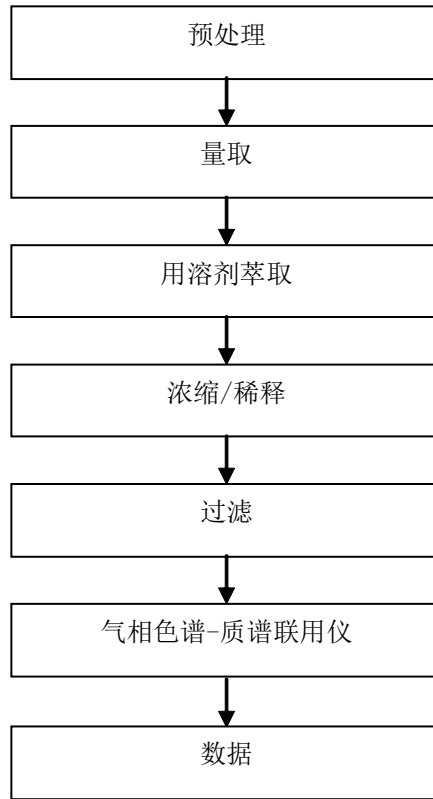 预处理
量取
用溶剂萃取
浓缩/稀释
过滤
气相色谱-质谱联用仪
数据